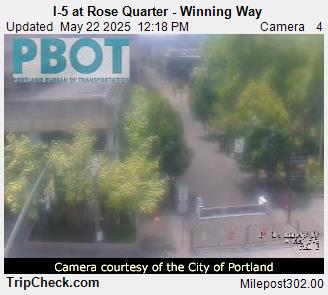 I-5 at Rose Quarter - Winning Way
Updated May 22 2025 12:18 PM Camera 4
PBOT
PORTLAND BUREAU OF TRANSPORTATION
Camera courtesy of the City of Portland
TripCheck.com Milepost302.00